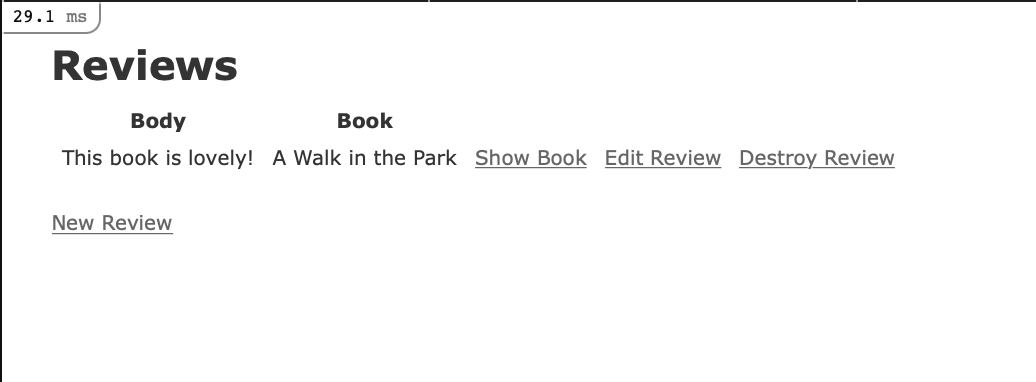 29.1 ms
Reviews
Body Book
This book is lovely! A Walk in the Park Show Book Edit Review Destroy Review
New Review